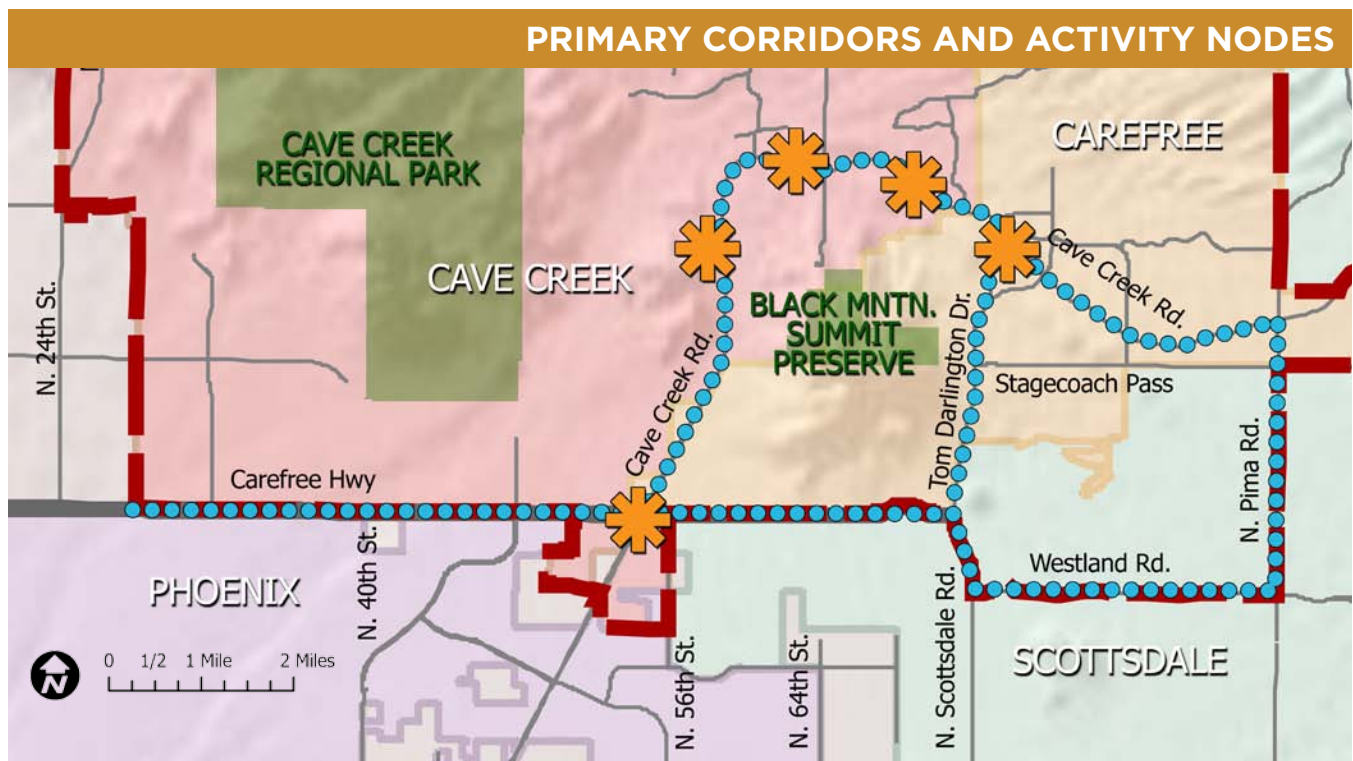 PRIMARY CORRIDORS AND ACTIVITY NODES
CAVE CREEK
REGIONAL PARK
CAREFREE
CAVE CREEK
Cave Creek Rd.
BLACK MNTN.
SUMMIT
PRESERVE
N. 24th St.
Cave Creek Rd.
Tom Darlington Dr.
Stagecoach Pass
Carefree Hwy
N. Pima Rd.
Westland Rd.
PHOENIX
N. 40th St.
N. 56th St.
N. 64th St.
N. Scottsdale Rd.
SCOTTSDALE
0 1/2 1 Mile 2 Miles
N